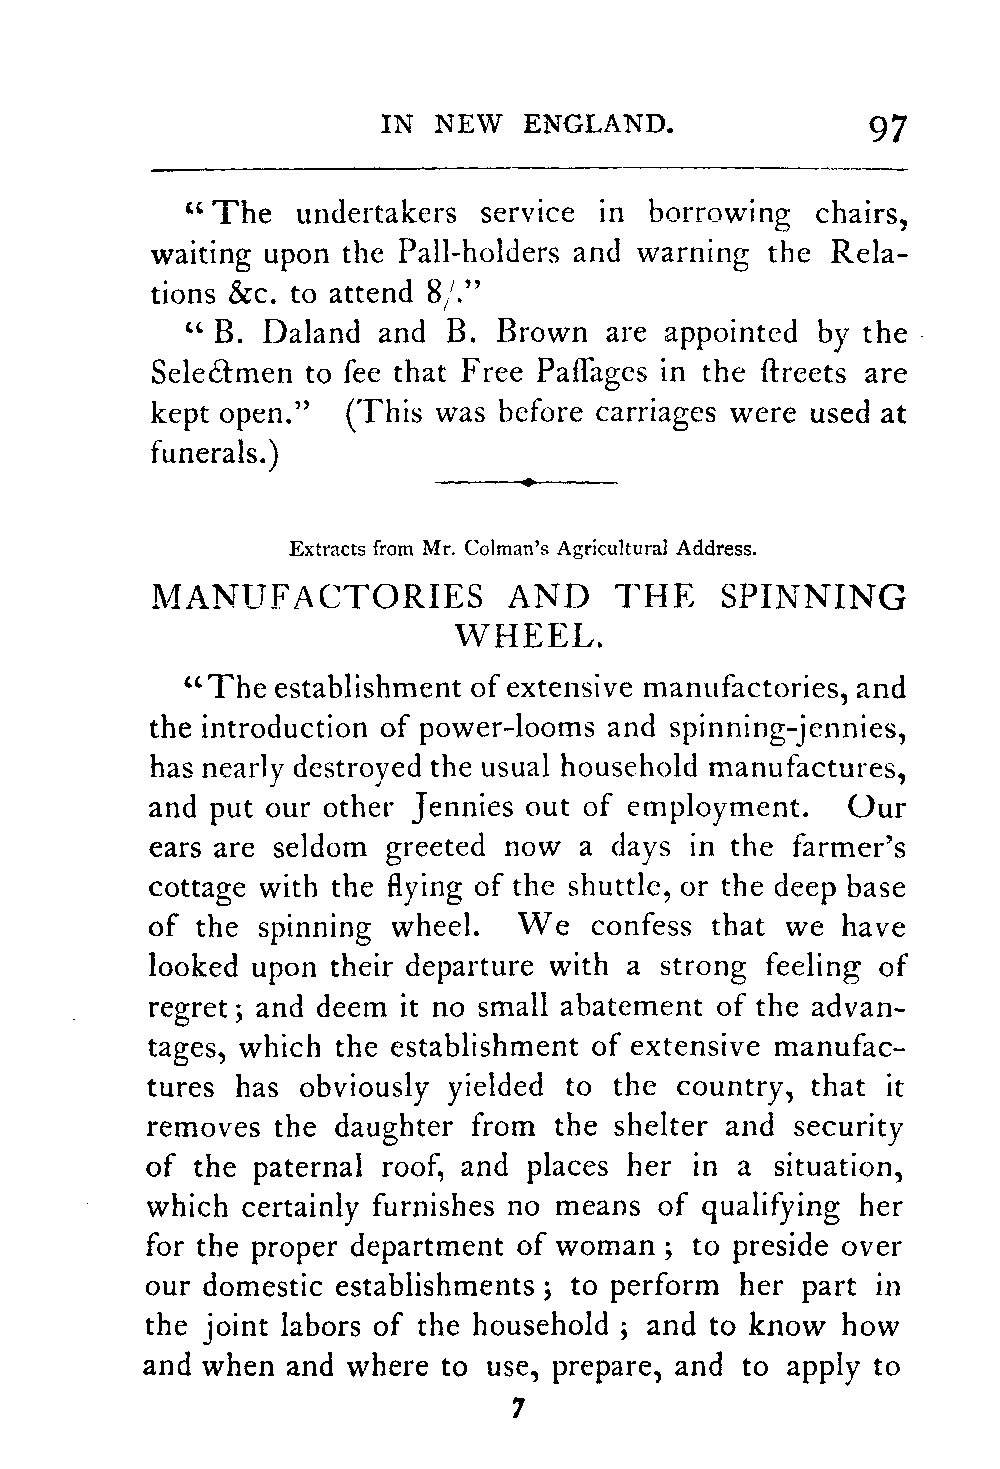 IN NEW ENGLAND. 97
“The undertakers service in borrowing chairs,
waiting upon the Pall-holders and warning the Rela-
tions &c. to attend 8/.”
“B. Daland and B. Brown are appointed by the
Selectmen to ſee that Free Paſſages in the ſtreets are
kept open.” (This was before carriages were used at
funerals.)
Extracts from Mr. Colman’s Agricultural Address.
MANUFACTORIES AND THE SPINNING
WHEEL.
“The establishment of extensive manufactories, and
the introduction of power-looms and spinning-jennies,
has nearly destroyed the usual household manufactures,
and put our other Jennies out of employment. Our
ears are seldom greeted now a days in the farmer’s
cottage with the flying of the shuttle, or the deep base
of the spinning wheel. We confess that we have
looked upon their departure with a strong feeling of
regret; and deem it no small abatement of the advan-
tages, which the establishment of extensive manufac-
tures has obviously yielded to the country, that it
removes the daughter from the shelter and security
of the paternal roof, and places her in a situation,
which certainly furnishes no means of qualifying her
for the proper department of woman; to preside over
our domestic establishments; to perform her part in
the joint labors of the household; and to know how
and when and where to use, prepare, and to apply to
7